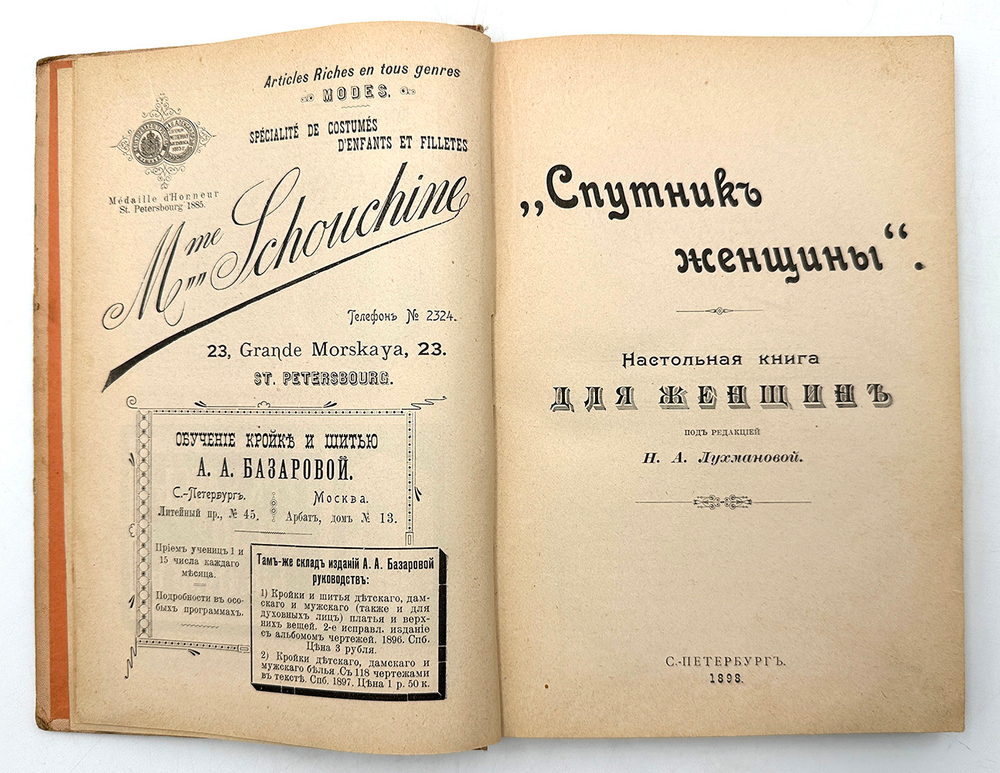 Articles Riches en tous genres
MODES.
SPÉCIALITÉ DE COSTUMÉS
D'ENFANTS ET FILLETES
Médaille d'Honneur
St. Petersbourg 1885.
Mme Schouchine
Телефонъ № 2324.
23, Grande Morskaya, 23.
ST. PETERSBOURG.
ОБУЧЕНІЕ КРОЙКѢ И ШИТЬЮ
А. А. БАЗАРОВОЙ.
С.-Петербургъ.
Литейный пр., № 45.
Москва.
Арбатъ, домъ № 13.
Пріемъ ученицъ 1 и
15 числа каждаго
мѣсяца.
Подробности въ осо-
быхъ программахъ.
Тамъ-же складъ изданій А. А. Базаровой
руководствъ:
1) Кройки и шитья дѣтскаго, дам-
скаго и мужскаго (также и для
духовныхъ лицъ) платья и верх-
нихъ вещей. 2-е исправл. изданіе
съ альбомомъ чертежей. 1896. Спб.
Цѣна 3 рубля.
2) Кройки дѣтскаго, дамскаго и
мужскаго бѣлья. Съ 118 чертежами
въ текстѣ. Спб. 1897. Цѣна 1 р. 50 к.
„Спутникъ
женщины“.
Настольная книга
ДЛЯ ЖЕНЩИНЪ
ПОДЪ РЕДАКЦІЕЙ
Н. А. Лухмановой.
С.-ПЕТЕРБУРГЪ.
1898.